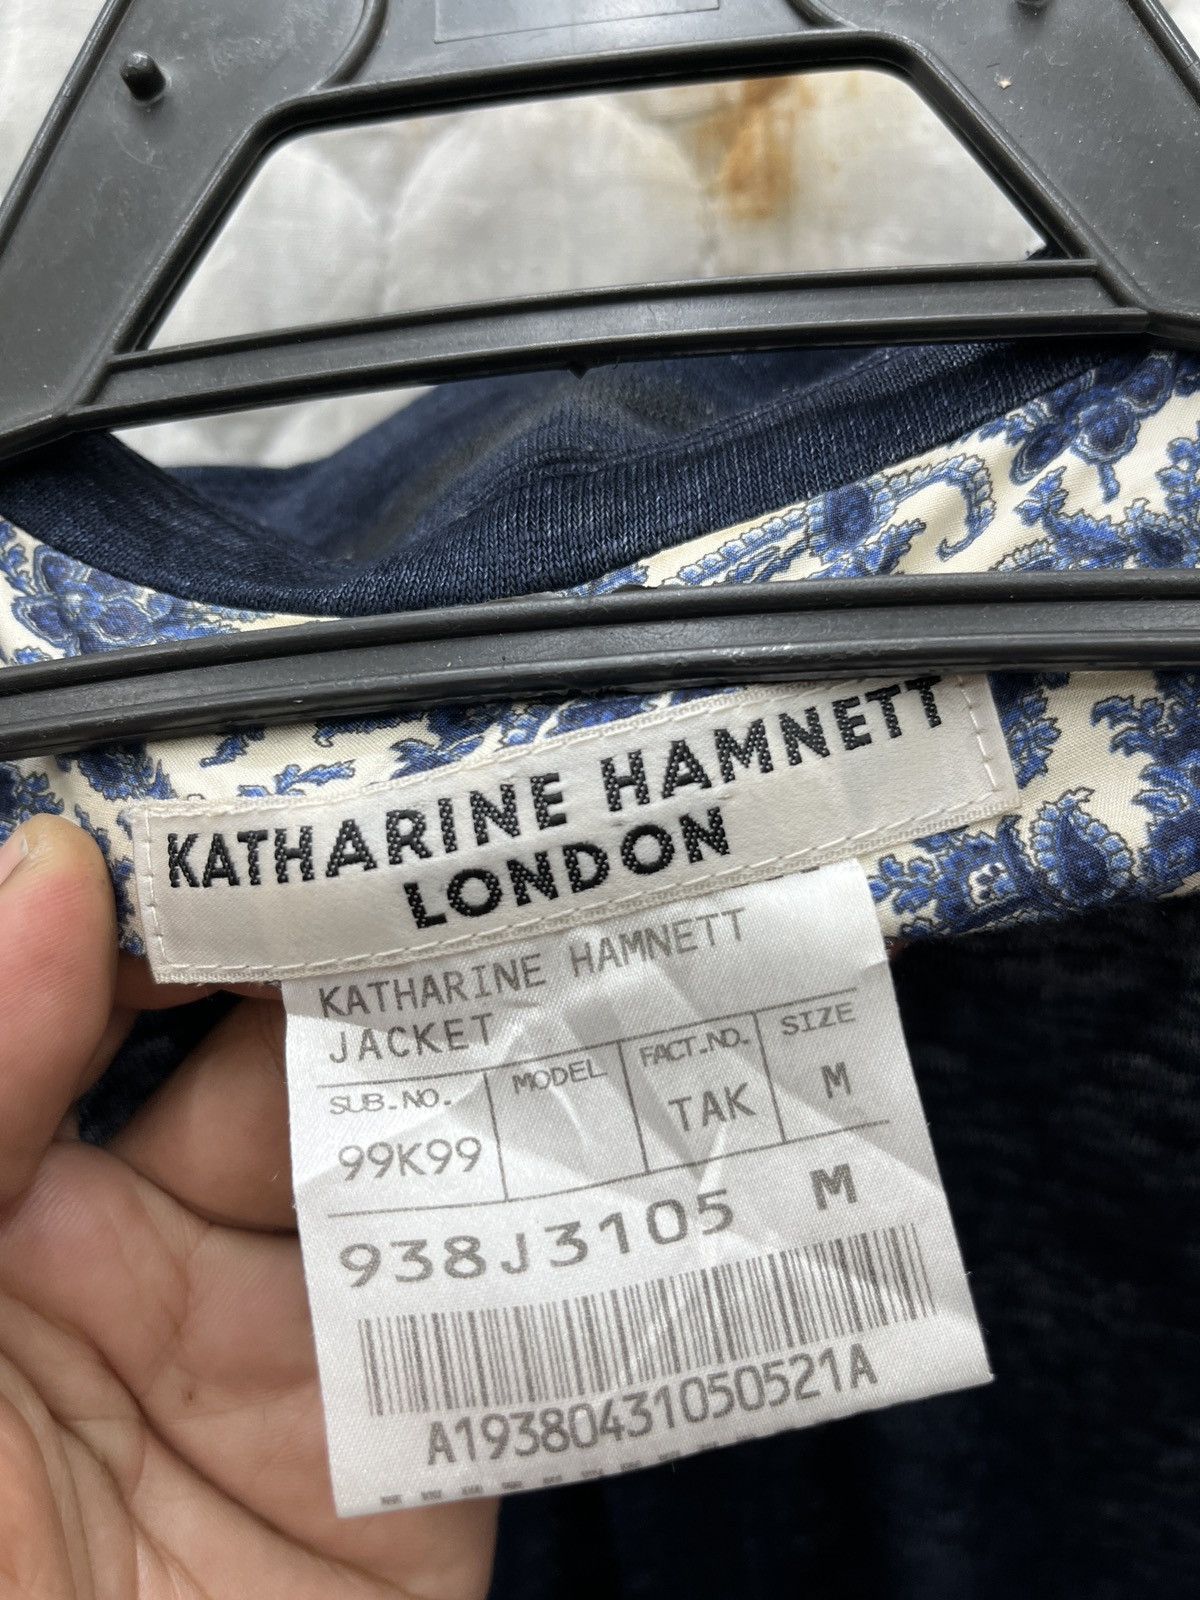 KATHARINE HAMNETT
LONDON
KATHARINE HAMNETT
JACKET
SUB.NO. MODEL FACT.NO. SIZE
99K99 TAK M
938J3105 M
A19380431050521A